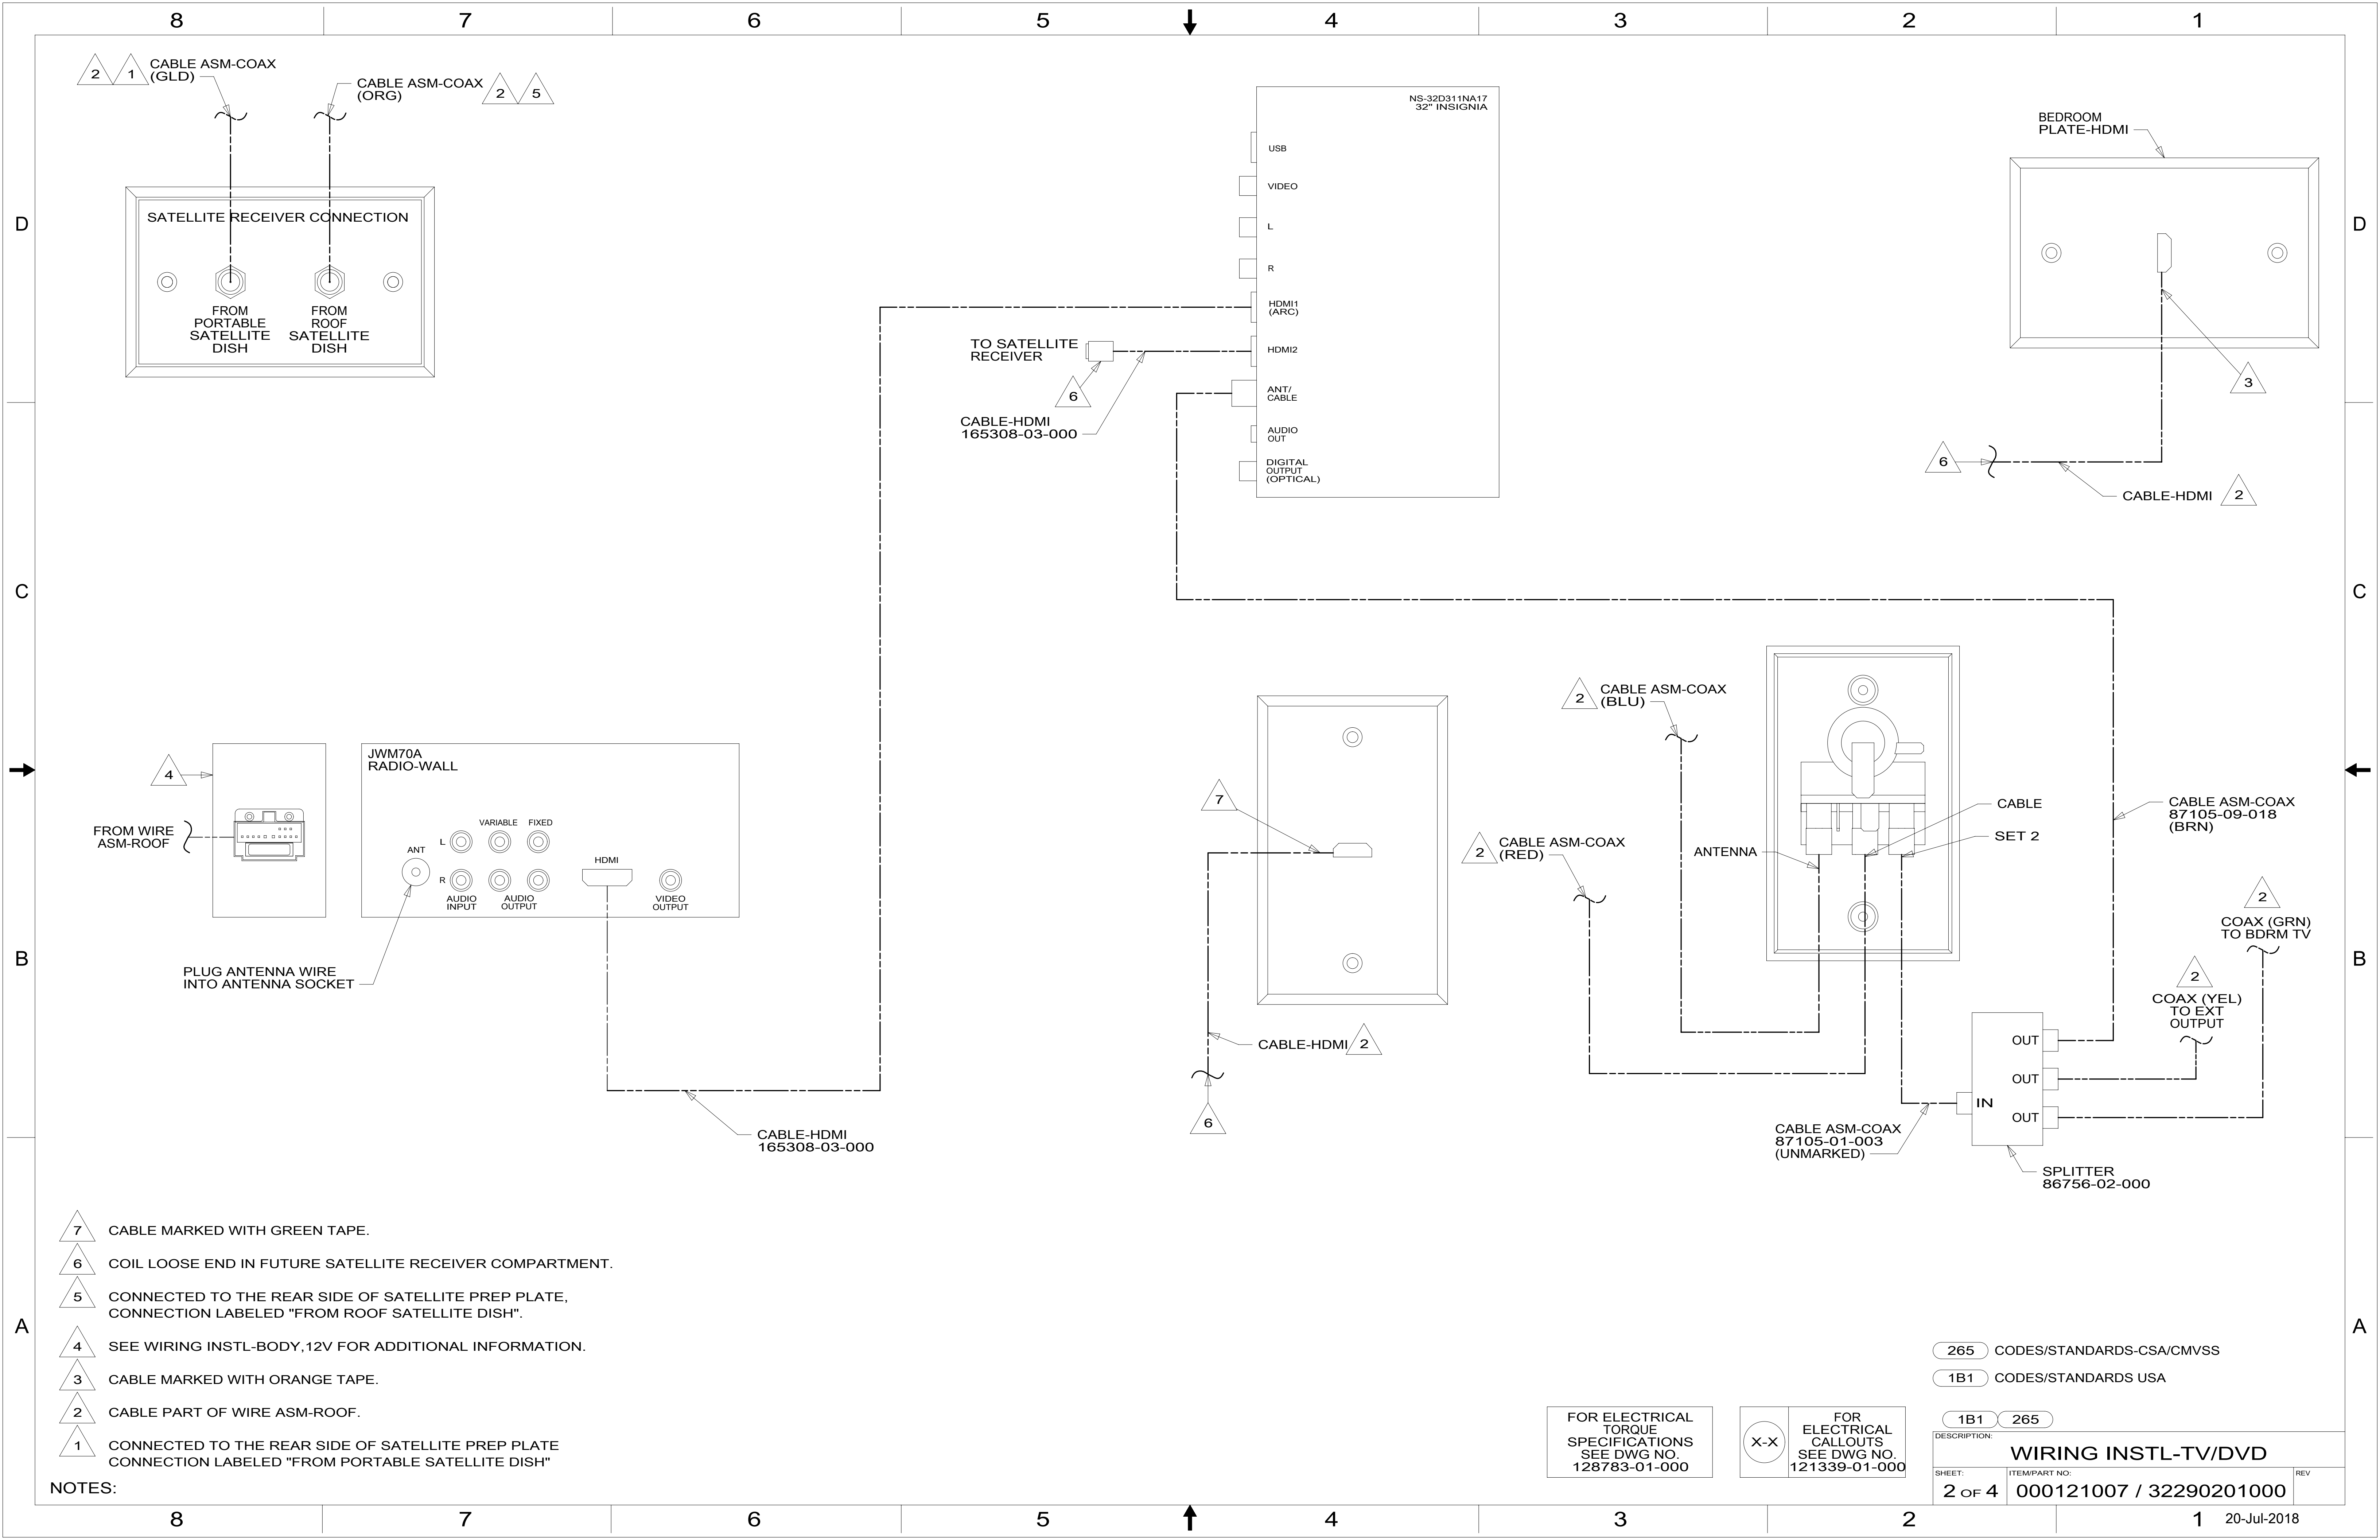 8 7 6 5 4 3 2 1
D
C
B
A
2 1 CABLE ASM-COAX
(GLD)
CABLE ASM-COAX 2 5
(ORG)
SATELLITE RECEIVER CONNECTION
FROM
PORTABLE
SATELLITE
DISH
FROM
ROOF
SATELLITE
DISH
NS-32D311NA17
32" INSIGNIA
USB
VIDEO
L
R
HDMI1
(ARC)
HDMI2
ANT/
CABLE
AUDIO
OUT
DIGITAL
OUTPUT
(OPTICAL)
TO SATELLITE
RECEIVER
6
CABLE-HDMI
165308-03-000
BEDROOM
PLATE-HDMI
3
6
CABLE-HDMI 2
D
C
B
A
4
FROM WIRE
ASM-ROOF
JWM70A
RADIO-WALL
VARIABLE FIXED
ANT
L
R
AUDIO
INPUT
AUDIO
OUTPUT
HDMI
VIDEO
OUTPUT
PLUG ANTENNA WIRE
INTO ANTENNA SOCKET
CABLE-HDMI
165308-03-000
7
CABLE-HDMI 2
6
2 CABLE ASM-COAX
(BLU)
2 CABLE ASM-COAX
(RED)
ANTENNA
CABLE
SET 2
CABLE ASM-COAX
87105-09-018
(BRN)
2
COAX (GRN)
TO BDRM TV
2
COAX (YEL)
TO EXT
OUTPUT
OUT
OUT
OUT
IN
CABLE ASM-COAX
87105-01-003
(UNMARKED)
SPLITTER
86756-02-000
7 CABLE MARKED WITH GREEN TAPE.
6 COIL LOOSE END IN FUTURE SATELLITE RECEIVER COMPARTMENT.
5 CONNECTED TO THE REAR SIDE OF SATELLITE PREP PLATE,
CONNECTION LABELED "FROM ROOF SATELLITE DISH".
4 SEE WIRING INSTL-BODY,12V FOR ADDITIONAL INFORMATION.
3 CABLE MARKED WITH ORANGE TAPE.
2 CABLE PART OF WIRE ASM-ROOF.
1 CONNECTED TO THE REAR SIDE OF SATELLITE PREP PLATE
CONNECTION LABELED "FROM PORTABLE SATELLITE DISH"
NOTES:
FOR ELECTRICAL
TORQUE
SPECIFICATIONS
SEE DWG NO.
128783-01-000
X-X
FOR
ELECTRICAL
CALLOUTS
SEE DWG NO.
121339-01-000
265 CODES/STANDARDS-CSA/CMVSS
1B1 CODES/STANDARDS USA
1B1 265
DESCRIPTION:
WIRING INSTL-TV/DVD
SHEET:
2 OF 4
ITEM/PART NO:
000121007 / 32290201000
REV
8 7 6 5 4 3 2 1
20-Jul-2018